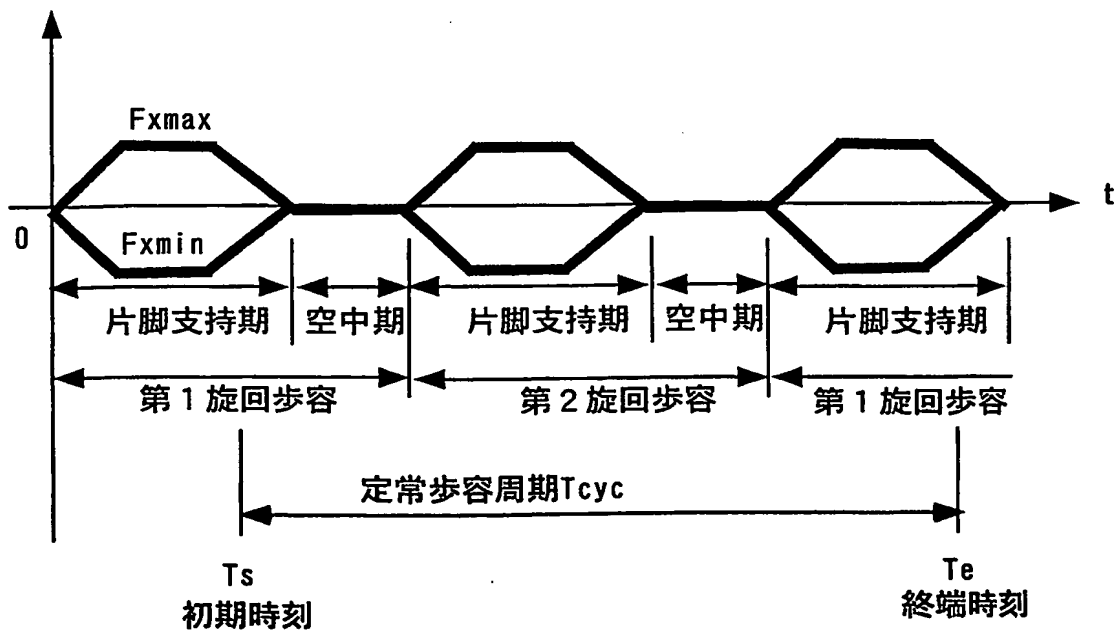 Fxmax
t
0
Fxmin
片脚支持期
空中期
片脚支持期
空中期
片脚支持期
第1旋回歩容
第2旋回歩容
第1旋回歩容
定常歩容周期Tcyc
Ts
初期時刻
Te
終端時刻